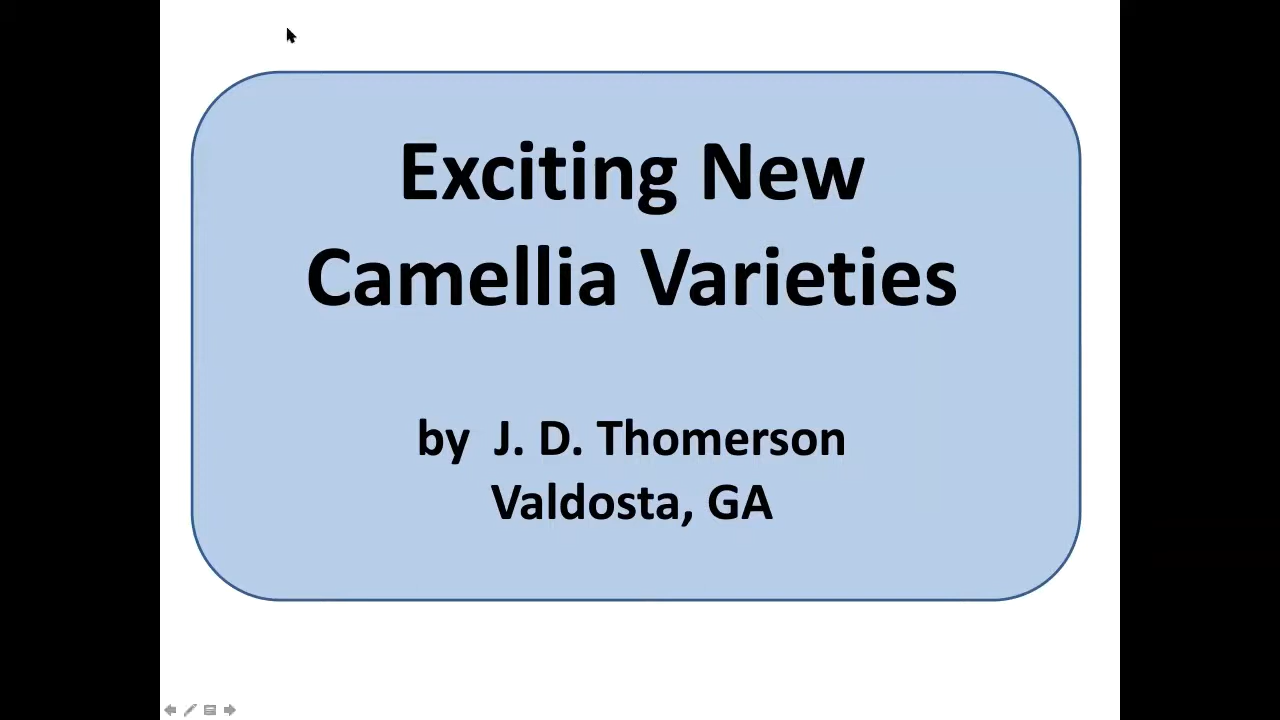 Exciting New
Camellia Varieties
by J. D. Thomerson
Valdosta, GA